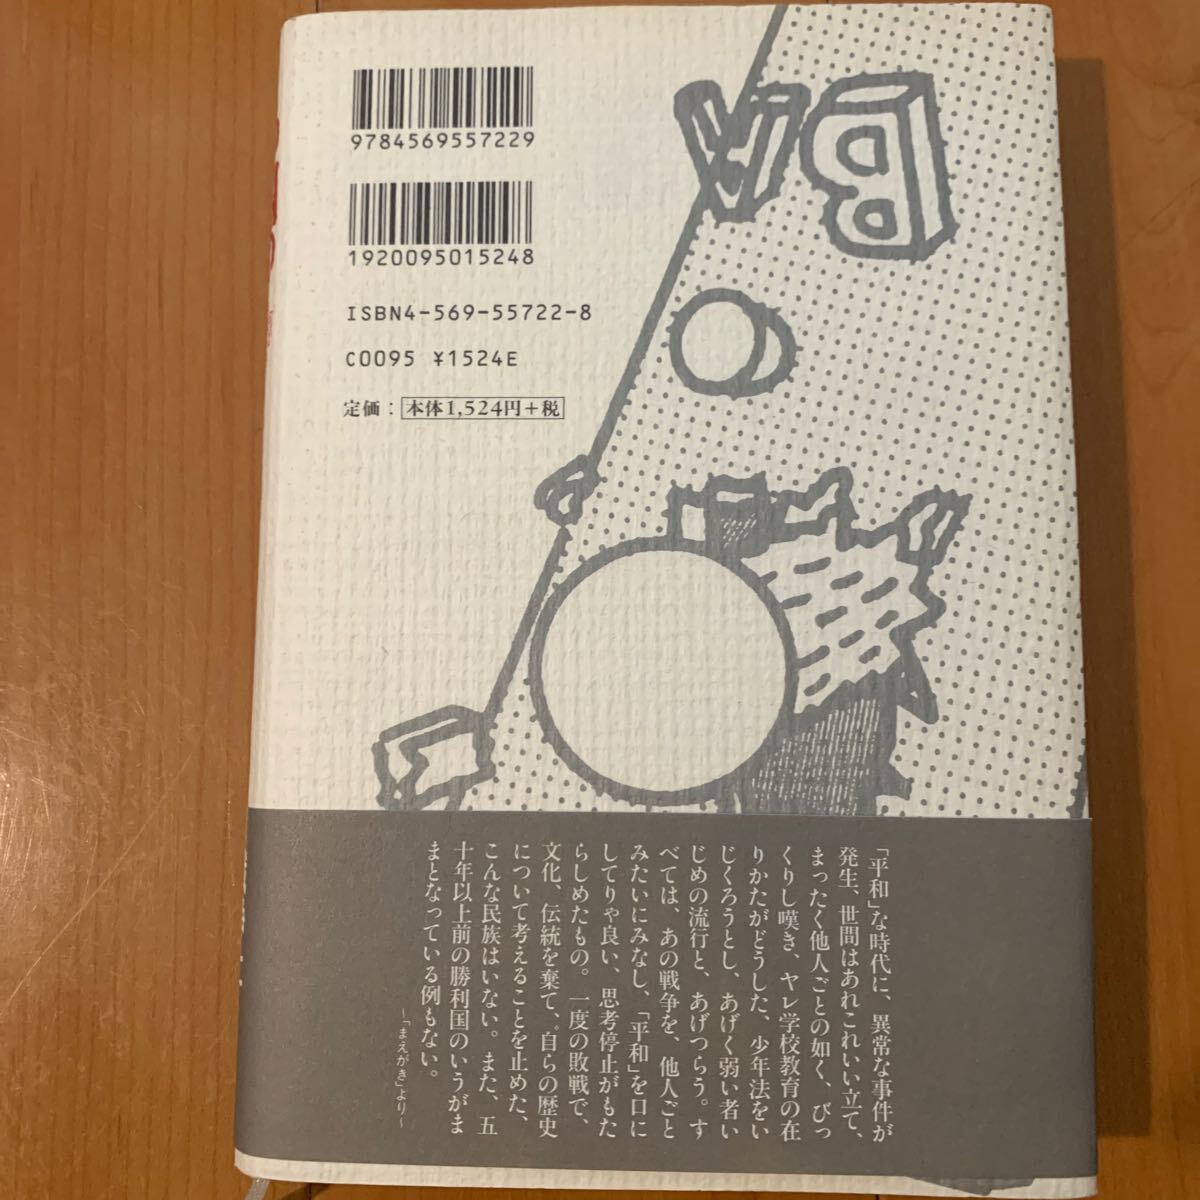 9784569557229
1920095015248
ISBN4-569-55722-8
C0095 ¥1524E
定価：本体1,524円＋税
B
「平和」な時代に、異常な事件が
発生、世間はあれこれいい立て、
まったく他人ごとの如く、びっ
くりし嘆き、ヤレ学校教育の在
りかたがどうした、少年法をい
じくろうとし、あげく弱い者い
じめの流行と、あげつらう。す
べては、あの戦争を、他人ごと
みたいにみなし、「平和」を口に
してりゃ良い、思考停止がもた
らしめたもの。一度の敗戦で、
文化、伝統を棄て、自らの歴史
について考えることを止めた、
こんな民族はいない。また、五
十年以上前の勝利国のいうがま
まとなっている例もない。
～「まえがき」より～